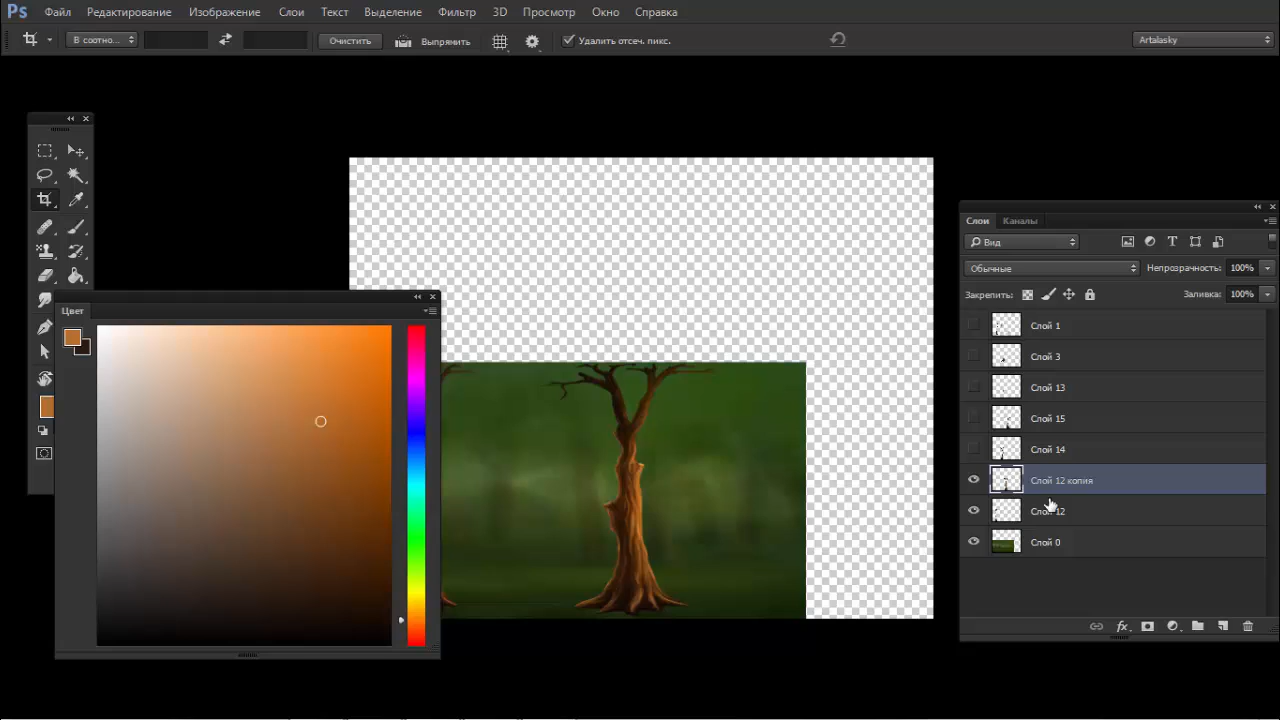 Ps Файл Редактирование Изображение Слои Текст Выделение Фильтр 3D Просмотр Окно Справка
В соотно... Очистить Выпрямить Удалить отсеч. пикс. Artalasky
Слои Каналы
Вид
Обычные Непрозрачность: 100%
Закрепить: Заливка: 100%
Цвет
Слой 1
Слой 3
Слой 13
Слой 15
Слой 14
Слой 12 копия
Слой 12
Слой 0
fx